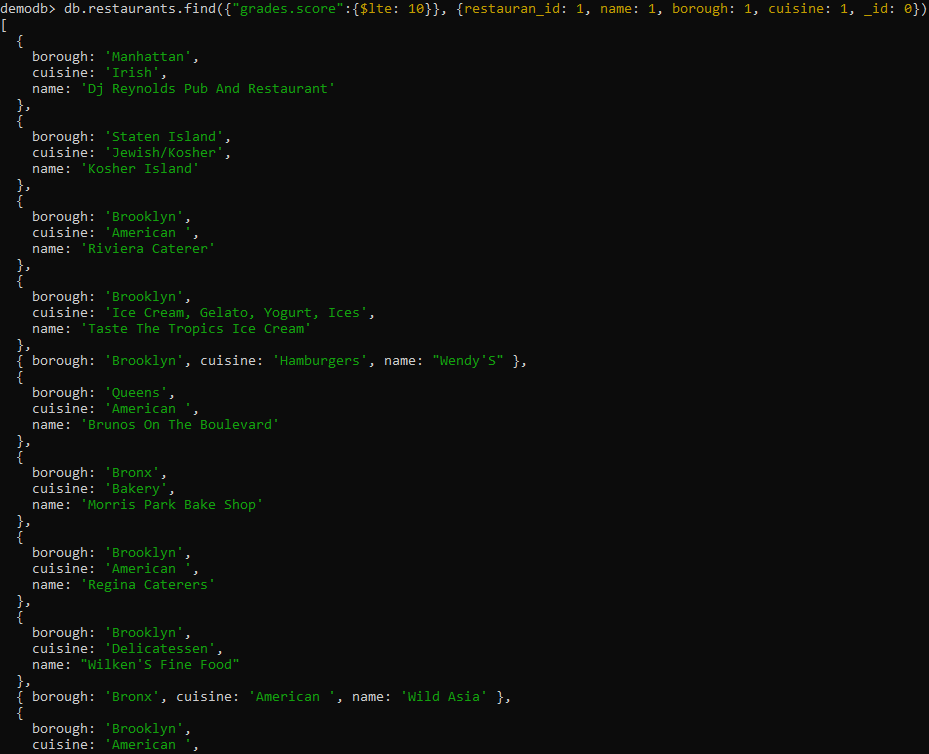 demodb> db.restaurants.find({"grades.score":{$lte: 10}}, {restauran_id: 1, name: 1, borough: 1, cuisine: 1, _id: 0})
[
  {
    borough: 'Manhattan',
    cuisine: 'Irish',
    name: 'Dj Reynolds Pub And Restaurant'
  },
  {
    borough: 'Staten Island',
    cuisine: 'Jewish/Kosher',
    name: 'Kosher Island'
  },
  {
    borough: 'Brooklyn',
    cuisine: 'American ',
    name: 'Riviera Caterer'
  },
  {
    borough: 'Brooklyn',
    cuisine: 'Ice Cream, Gelato, Yogurt, Ices',
    name: 'Taste The Tropics Ice Cream'
  },
  { borough: 'Brooklyn', cuisine: 'Hamburgers', name: "Wendy'S" },
  {
    borough: 'Queens',
    cuisine: 'American ',
    name: 'Brunos On The Boulevard'
  },
  {
    borough: 'Bronx',
    cuisine: 'Bakery',
    name: 'Morris Park Bake Shop'
  },
  {
    borough: 'Brooklyn',
    cuisine: 'American ',
    name: 'Regina Caterers'
  },
  {
    borough: 'Brooklyn',
    cuisine: 'Delicatessen',
    name: "Wilken'S Fine Food"
  },
  { borough: 'Bronx', cuisine: 'American ', name: 'Wild Asia' },
  {
    borough: 'Brooklyn',
    cuisine: 'American ',